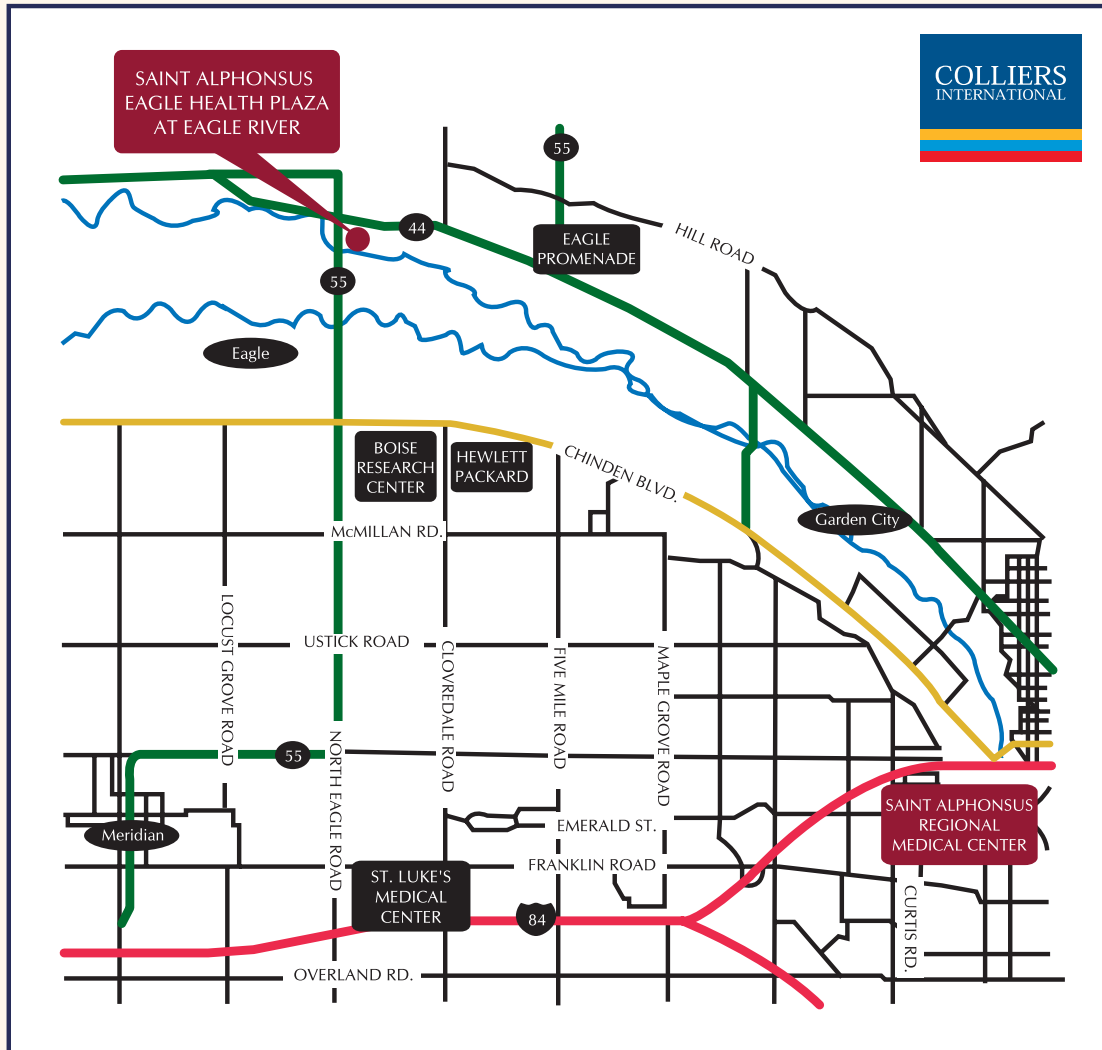 SAINT ALPHONSUS
EAGLE HEALTH PLAZA
AT EAGLE RIVER
COLLIERS
INTERNATIONAL
55
44
EAGLE
PROMENADE
HILL ROAD
55
Eagle
BOISE
RESEARCH
CENTER
HEWLETT
PACKARD
CHINDEN BLVD.
Garden City
McMILLAN RD.
LOCUST GROVE ROAD
USTICK ROAD
CLOVREDALE ROAD
FIVE MILE ROAD
MAPLE GROVE ROAD
NORTH EAGLE ROAD
55
Meridian
EMERALD ST.
SAINT ALPHONSUS
REGIONAL
MEDICAL CENTER
FRANKLIN ROAD
ST. LUKE'S
MEDICAL
CENTER
84
CURTIS RD.
OVERLAND RD.